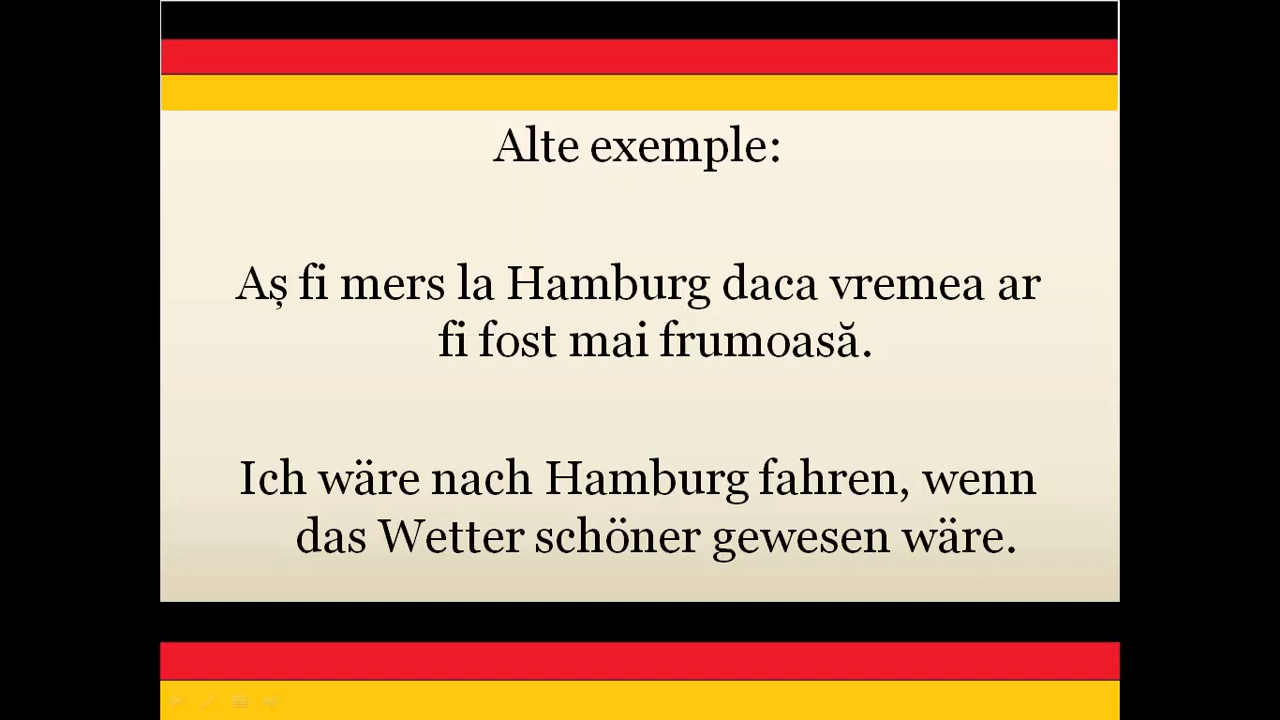 Alte exemple:
Aș fi mers la Hamburg daca vremea ar
fi fost mai frumoasă.
Ich wäre nach Hamburg fahren, wenn
das Wetter schöner gewesen wäre.